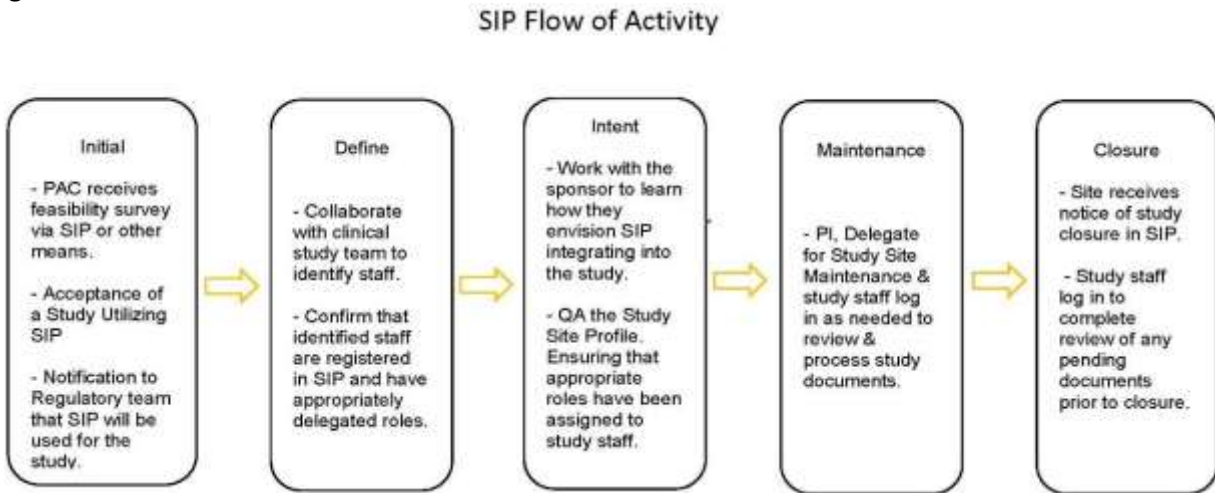 SIP Flow of Activity
Initial
- PAC receives
feasibility survey
via SIP or other
means.
- Acceptance of
a Study Utilizing
SIP
- Notification to
Regulatory team
that SIP will be
used for the
study.
Define
- Collaborate
with clinical
study team to
identify staff.
- Confirm that
identified staff
are registered
in SIP and have
appropriately
delegated roles.
Intent
- Work with the
sponsor to learn
how they
envision SIP
integrating into
the study.
- QA the Study
Site Profile.
Ensuring that
appropriate
roles have been
assigned to
study staff.
Maintenance
- PI, Delegate
for Study Site
Maintenance &
study staff log
in as needed to
review &
process study
documents.
Closure
- Site receives
notice of study
closure in SIP.
- Study staff
log in to
complete
review of any
pending
documents
prior to closure.